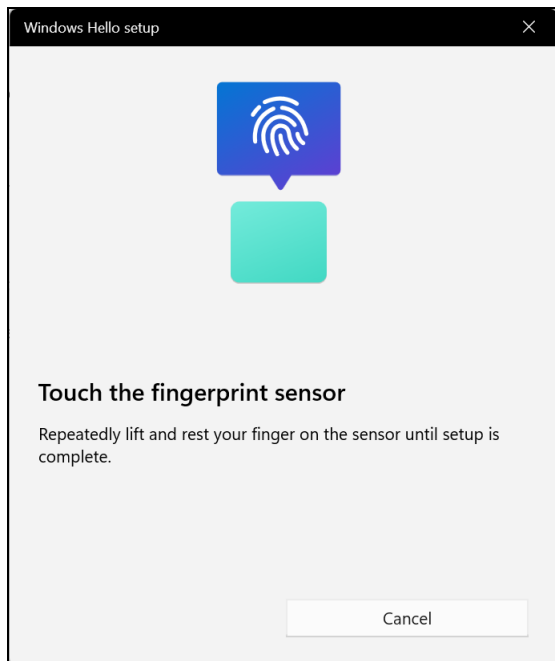 Windows Hello setup
Touch the fingerprint sensor
Repeatedly lift and rest your finger on the sensor until setup is
complete.
Cancel